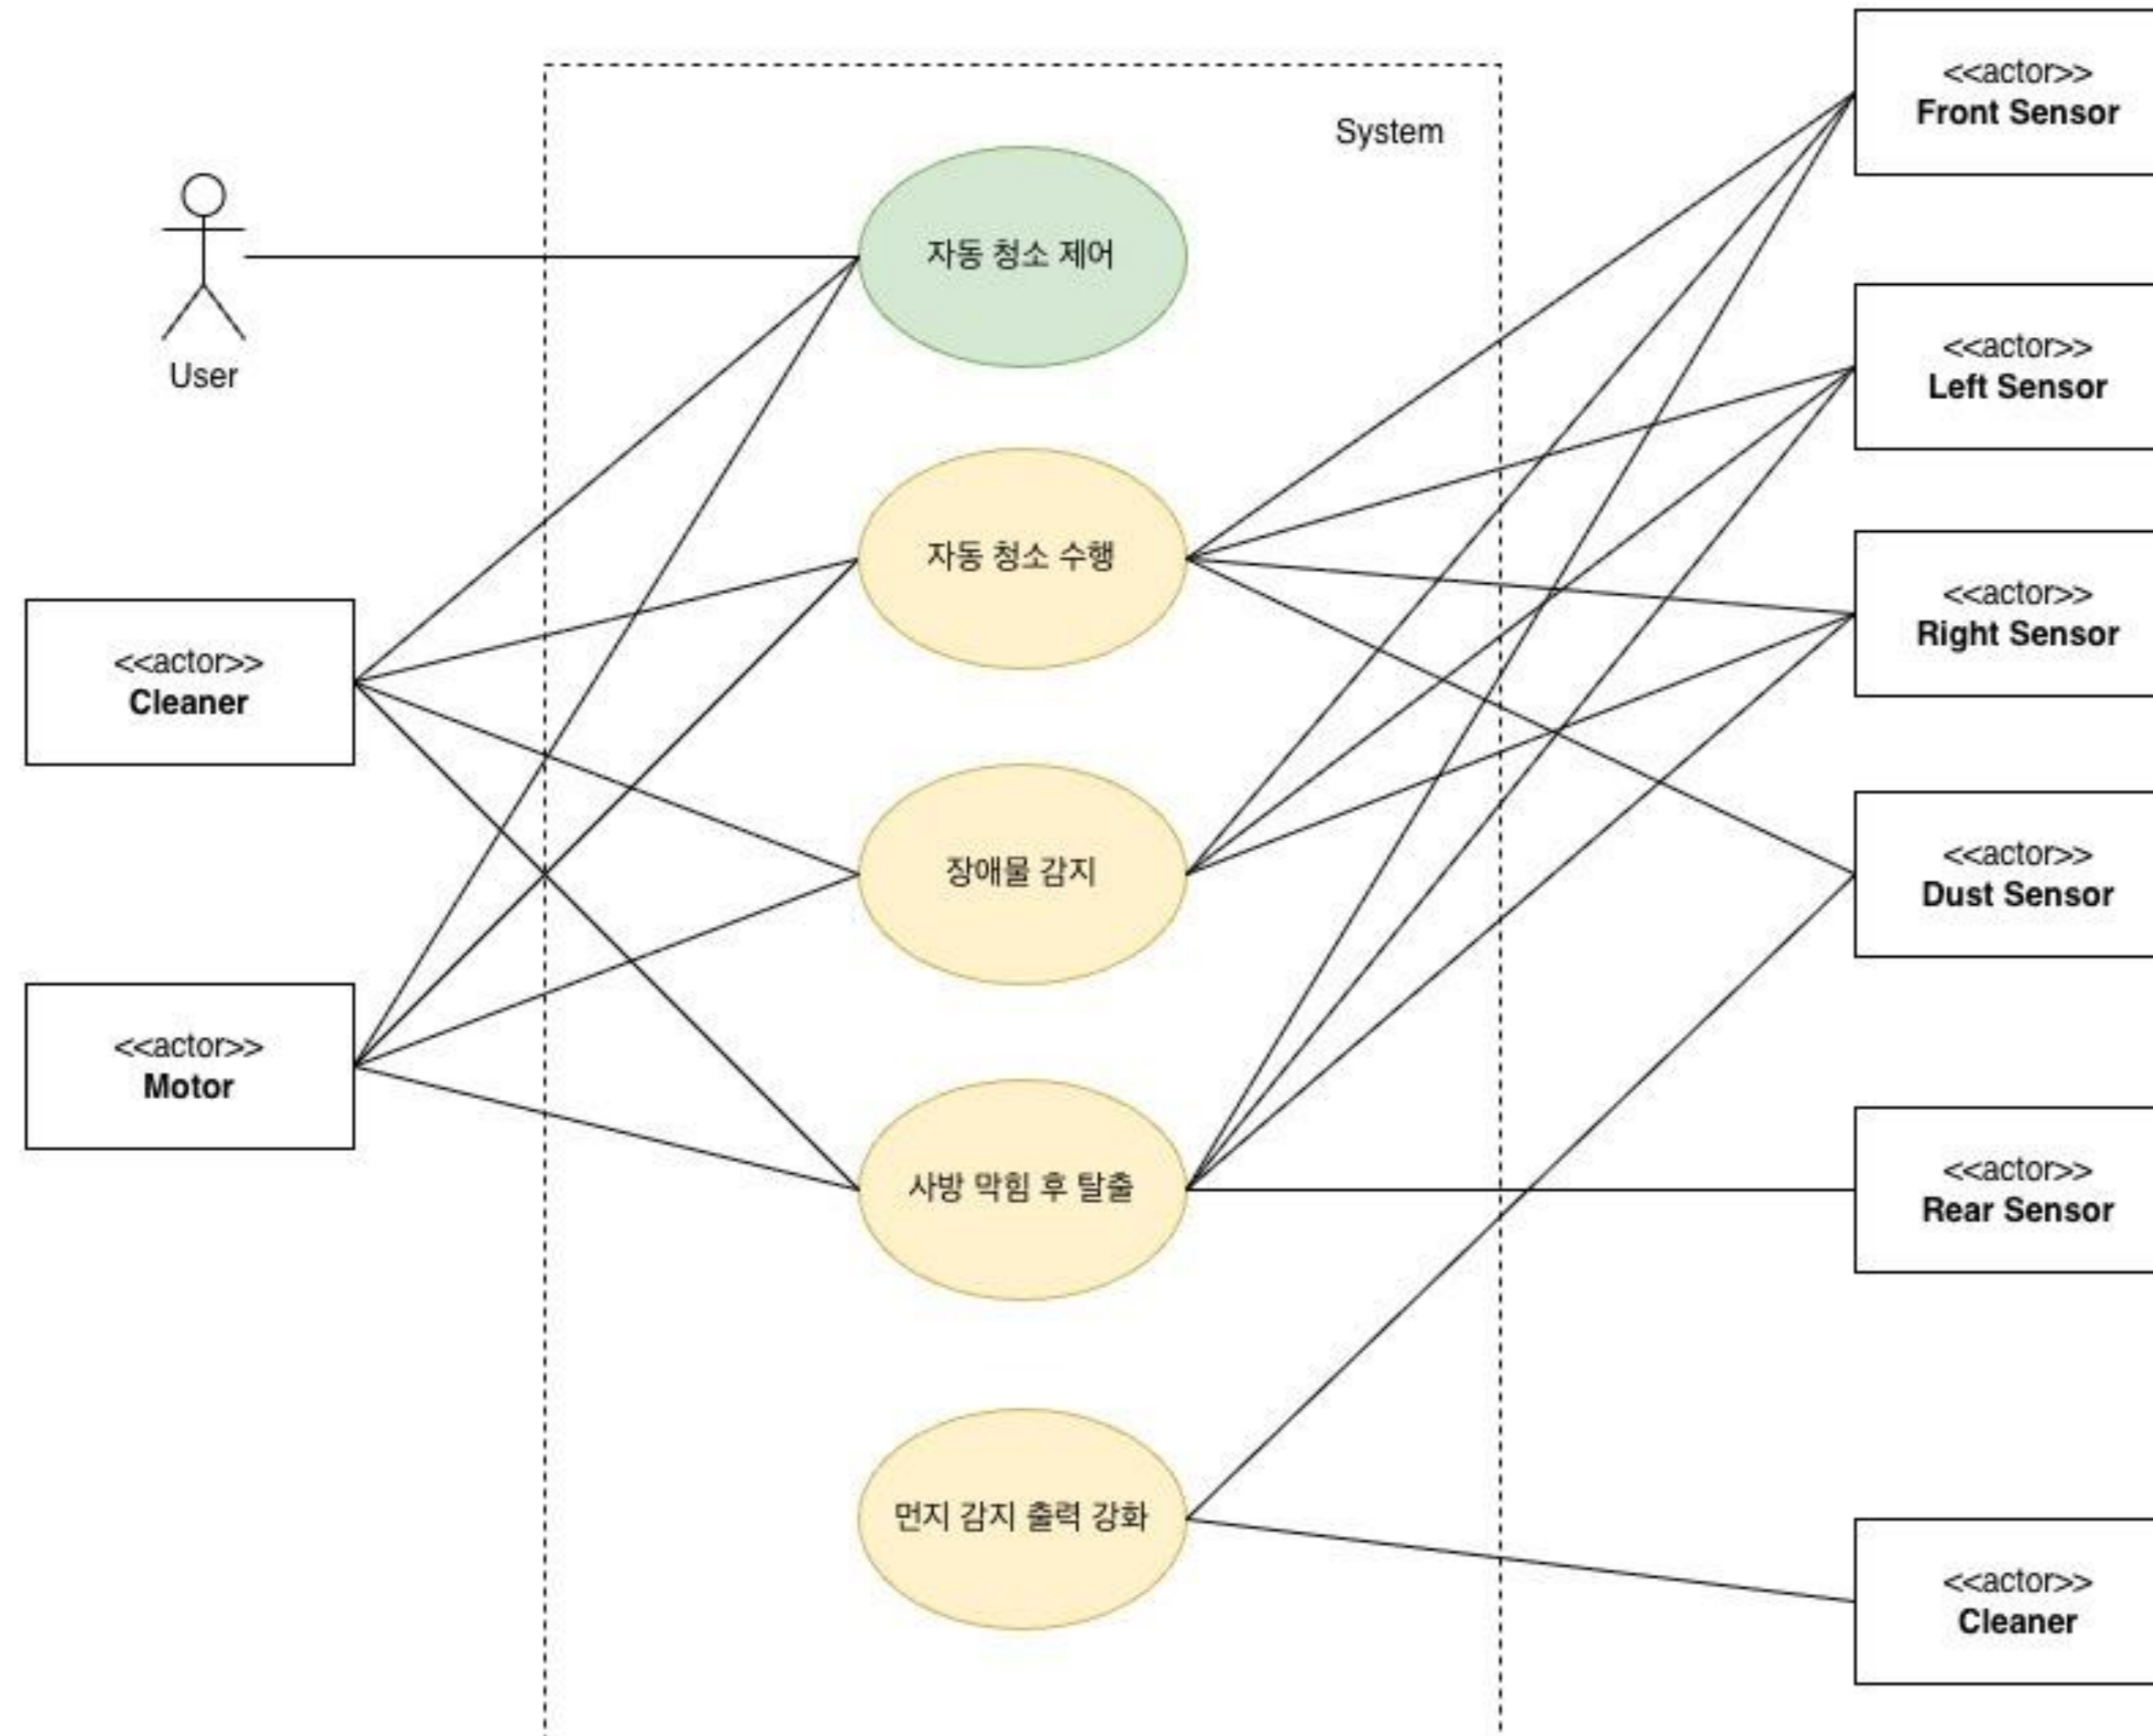 System
User
<<actor>>
Cleaner
<<actor>>
Motor
자동 청소 제어
자동 청소 수행
장애물 감지
사방 막힘 후 탈출
먼지 감지 출력 강화
<<actor>>
Front Sensor
<<actor>>
Left Sensor
<<actor>>
Right Sensor
<<actor>>
Dust Sensor
<<actor>>
Rear Sensor
<<actor>>
Cleaner